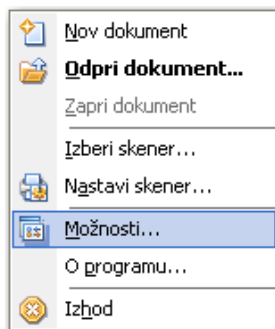 Nov dokument
Odpri dokument...
Zapri dokument
Izberi skener...
Nastavi skener...
Možnosti...
O programu...
Izhod